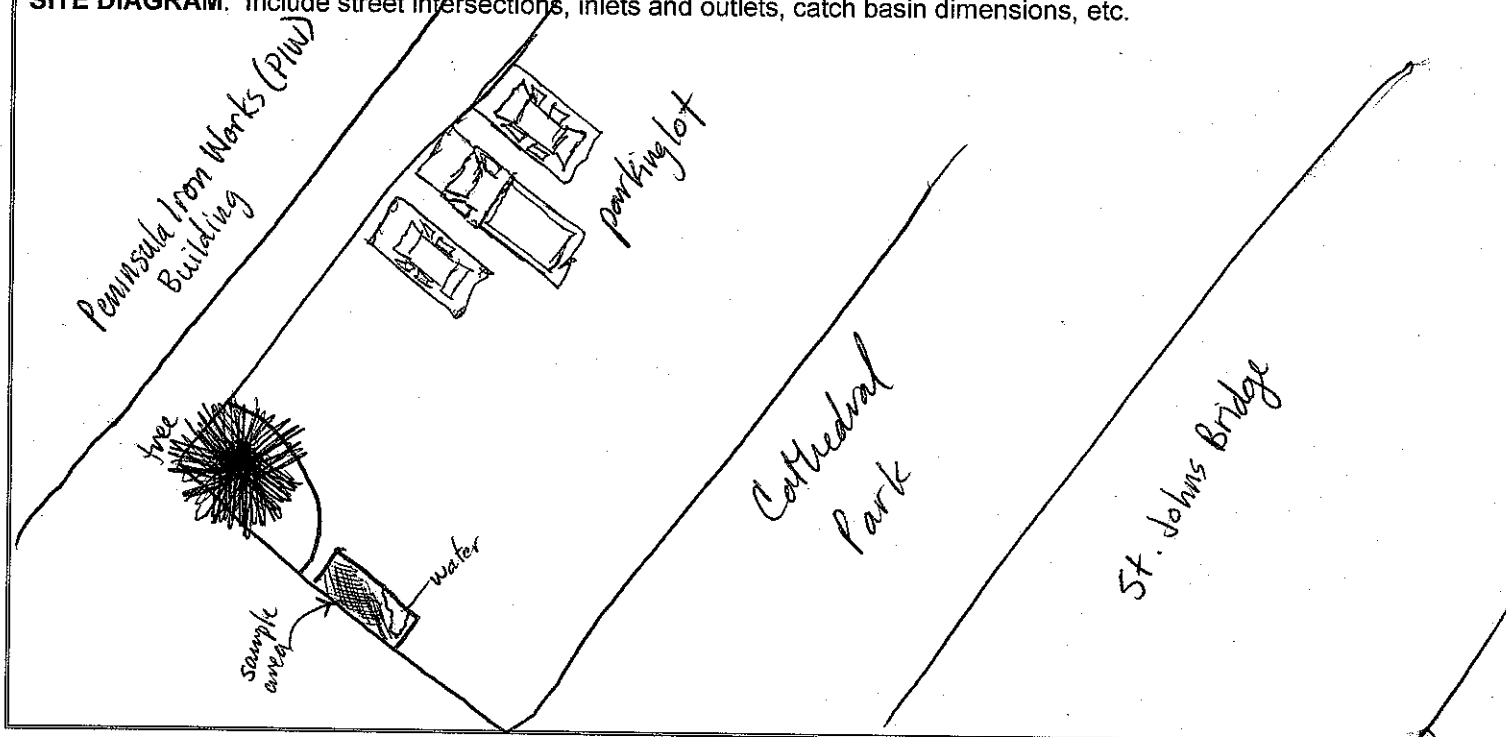 SITE DIAGRAM: Include street intersections, inlets and outlets, catch basin dimensions, etc.
Peninsula Iron Works (PIW)
Building
parking lot
tree
Cathedral
Park
St. Johns Bridge
water
sample
area